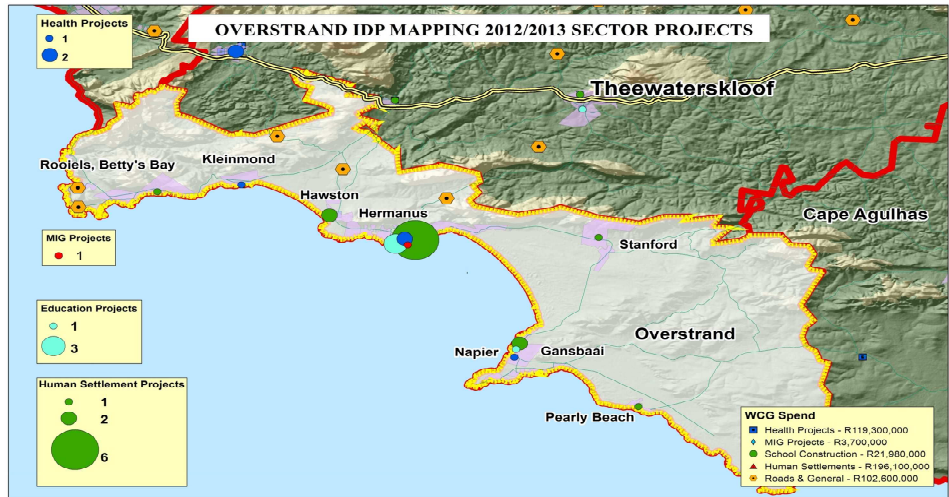 OVERSTRAND IDP MAPPING 2012/2013 SECTOR PROJECTS
Health Projects
1
2
Theewaterskloof
Rooiels, Betty's Bay
Kleinmond
Hawston
Hermanus
Cape Agulhas
Stanford
MIG Projects
1
Education Projects
1
3
Overstrand
Napier
Gansbaai
Human Settlement Projects
1
2
6
Pearly Beach
WCG Spend
Health Projects - R119,300,000
MIG Projects - R3,700,000
School Construction - R21,980,000
Human Settlements - R196,100,000
Roads & General - R102,600,000